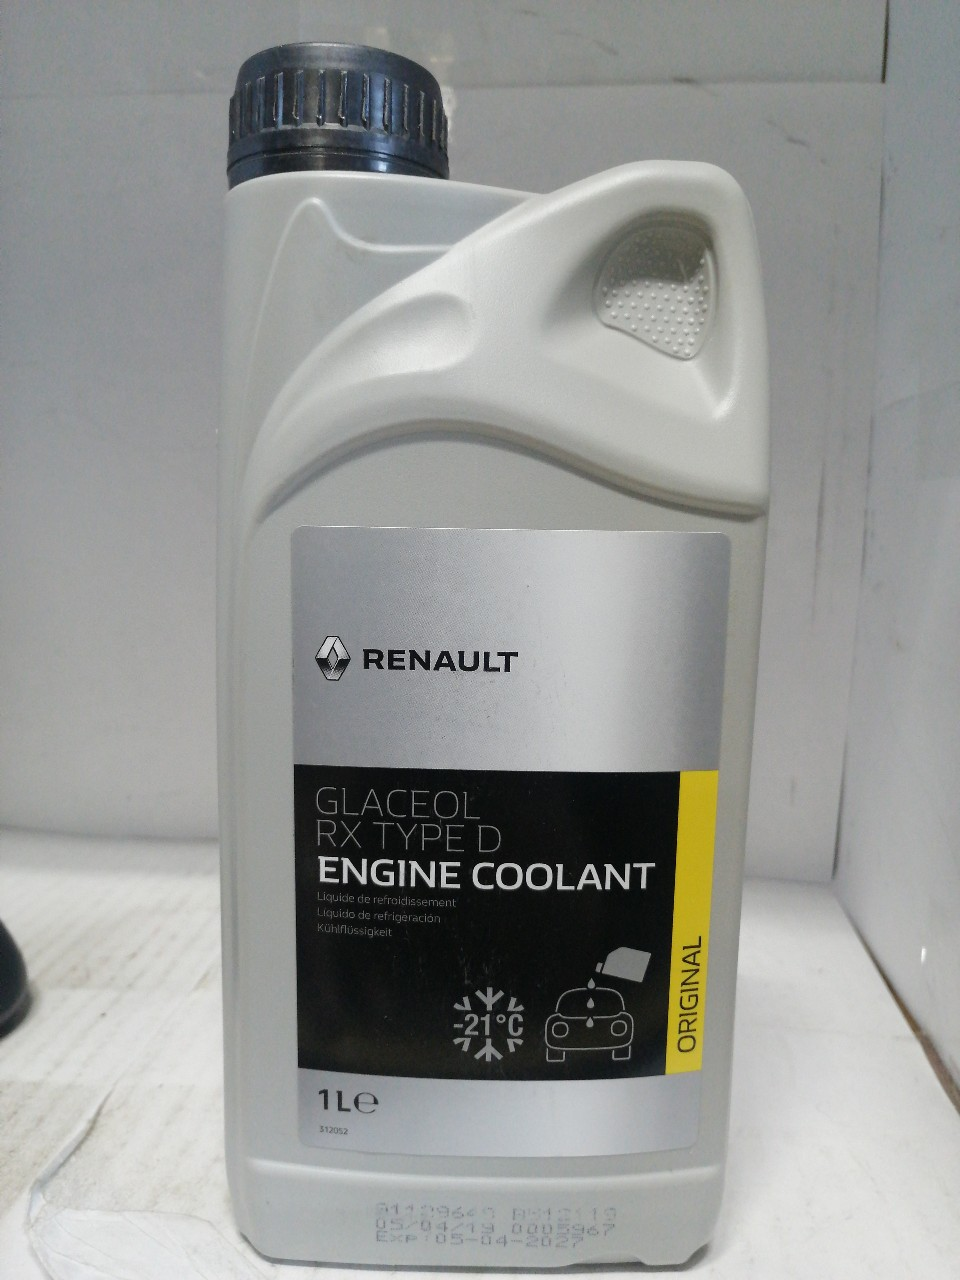 RENAULT
GLACEOL
RX TYPE D
ENGINE COOLANT
Liquide de refroidissement
Líquido de refrigeración
Kühlflüssigkeit
-21°C
ORIGINAL
1L℮
312052
05/04/19 0003967
EXP:05-04-2027